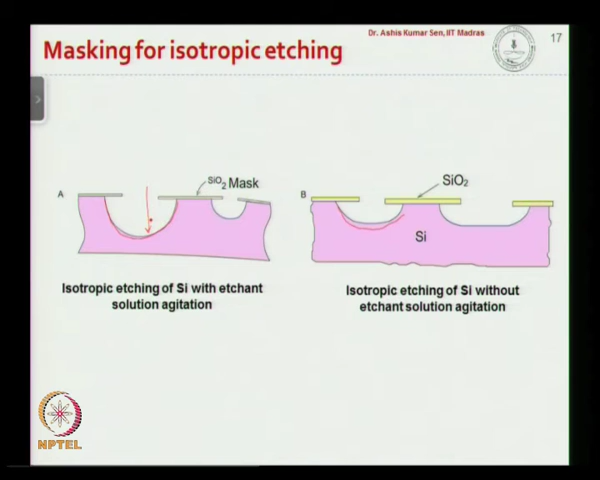 Dr. Ashis Kumar Sen, IIT Madras
17
Masking for isotropic etching
A
SiO2 Mask
B
SiO2
Si
Isotropic etching of Si with etchant
solution agitation
Isotropic etching of Si without
etchant solution agitation
NPTEL